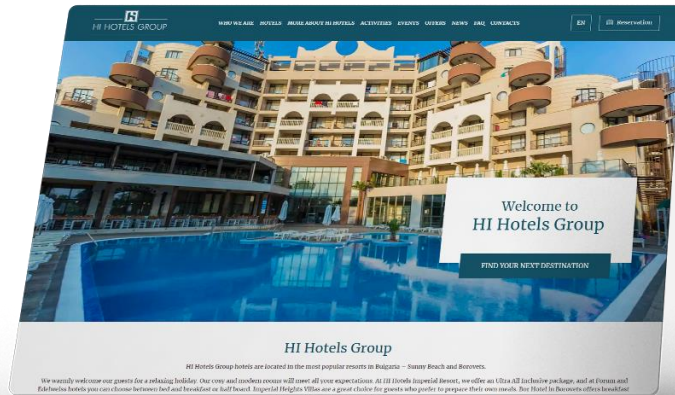 HI HOTELS GROUP
WHO WE ARE HOTELS MORE ABOUT HI HOTELS ACTIVITIES EVENTS OFFERS NEWS FAQ CONTACTS
EN
Reservation
Welcome to
HI Hotels Group
FIND YOUR NEXT DESTINATION
HI Hotels Group
HI Hotels Group hotels are located in the most popular resorts in Bulgaria – Sunny Beach and Borovets.
We warmly welcome our guests for a relaxing holiday. Our cosy and modern rooms will meet all your expectations. At HI Hotels Imperial Resort, we offer an Ultra All Inclusive package, and at Forum and
Edelweiss hotels you can choose between bed and breakfast or half board. Imperial Heights Villas are a great choice for guests who prefer to prepare their own meals. Bor Hotel in Borovets offers breakfast